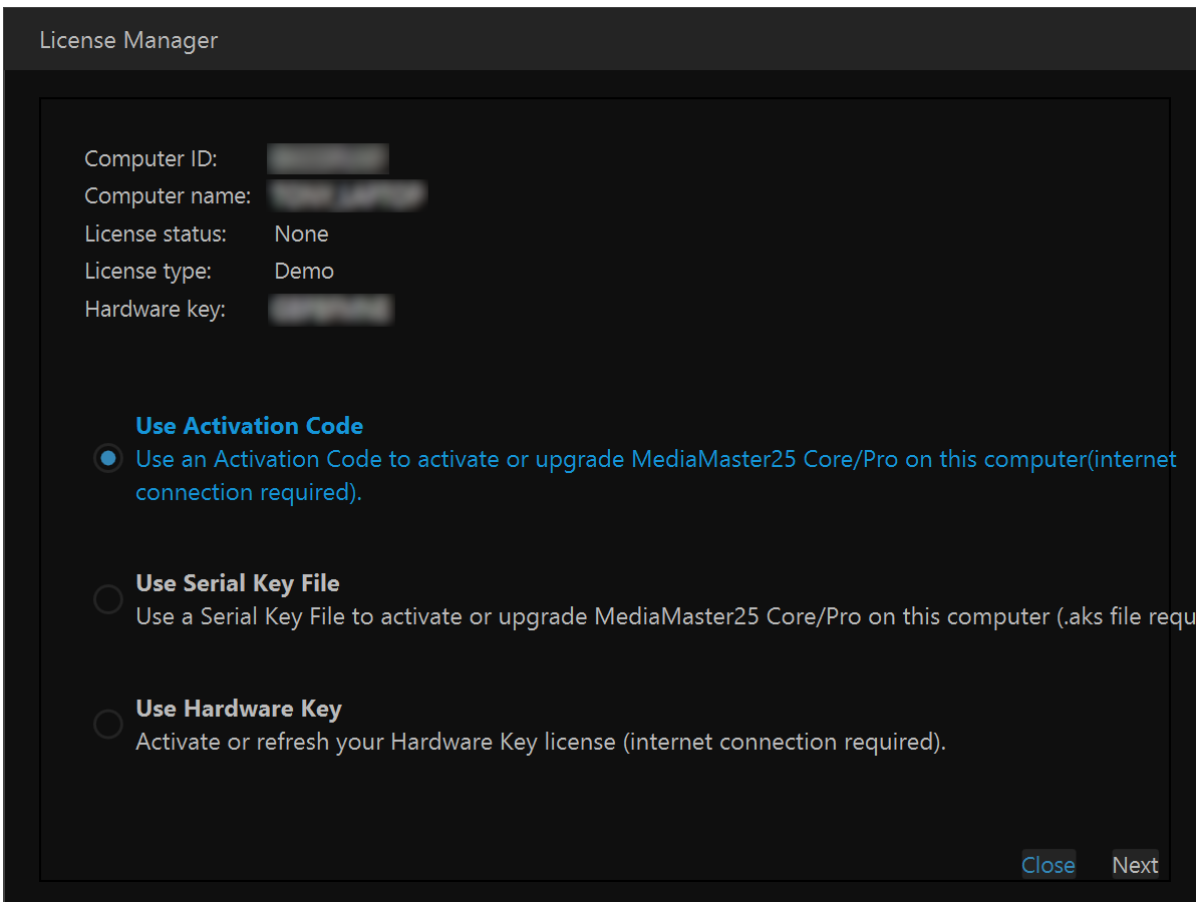 License Manager
Computer ID:
Computer name:
License status: None
License type: Demo
Hardware key:
Use Activation Code
Use an Activation Code to activate or upgrade MediaMaster25 Core/Pro on this computer(internet
connection required).
Use Serial Key File
Use a Serial Key File to activate or upgrade MediaMaster25 Core/Pro on this computer (.aks file requ
Use Hardware Key
Activate or refresh your Hardware Key license (internet connection required).
Close Next